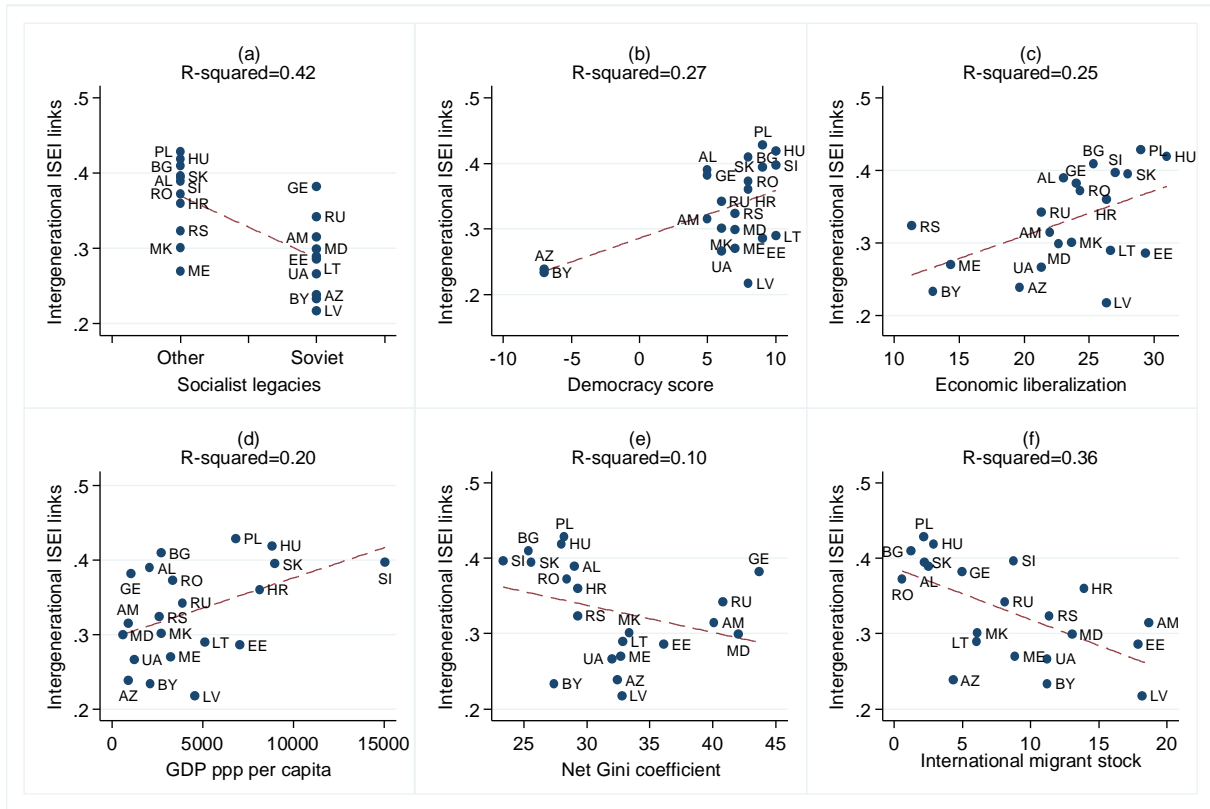 (a)
R-squared=0.42
Intergenerational ISEI links
.5
.4
.3
.2
PL
HU
BG
SK
AL
SI
RO
HR
RS
MK
ME
GE
RU
AM
MD
EE
LT
UA
AZ
BY
LV
Other
Soviet
Socialist legacies
(b)
R-squared=0.27
Intergenerational ISEI links
.5
.4
.3
.2
PL
HU
BG
SK
SI
AL
GE
RO
RU
HR
AM
RS
MD
LT
MK
ME
EE
UA
AZ
BY
LV
-10
-5
0
5
10
Democracy score
(c)
R-squared=0.25
Intergenerational ISEI links
.5
.4
.3
.2
BG
SI
PL
HU
AL
GE
SK
RO
HR
RU
RS
AM
MK
MD
LT
EE
ME
UA
BY
AZ
LV
10
15
20
25
30
Economic liberalization
(d)
R-squared=0.20
Intergenerational ISEI links
.5
.4
.3
.2
PL
HU
BG
AL
SK
SI
GE
RO
HR
RU
AM
RS
MD
MK
LT
EE
UA
ME
AZ
BY
LV
0
5000
10000
15000
GDP ppp per capita
(e)
R-squared=0.10
Intergenerational ISEI links
.5
.4
.3
.2
PL
BG
HU
SI
SK
AL
GE
RO
HR
RU
RS
AM
MK
MD
LT
EE
UA
ME
BY
AZ
LV
25
30
35
40
45
Net Gini coefficient
(f)
R-squared=0.36
Intergenerational ISEI links
.5
.4
.3
.2
PL
HU
BG
SK
SI
AL
GE
RO
HR
RU
RS
AM
MK
MD
LT
EE
ME
UA
AZ
BY
LV
0
5
10
15
20
International migrant stock